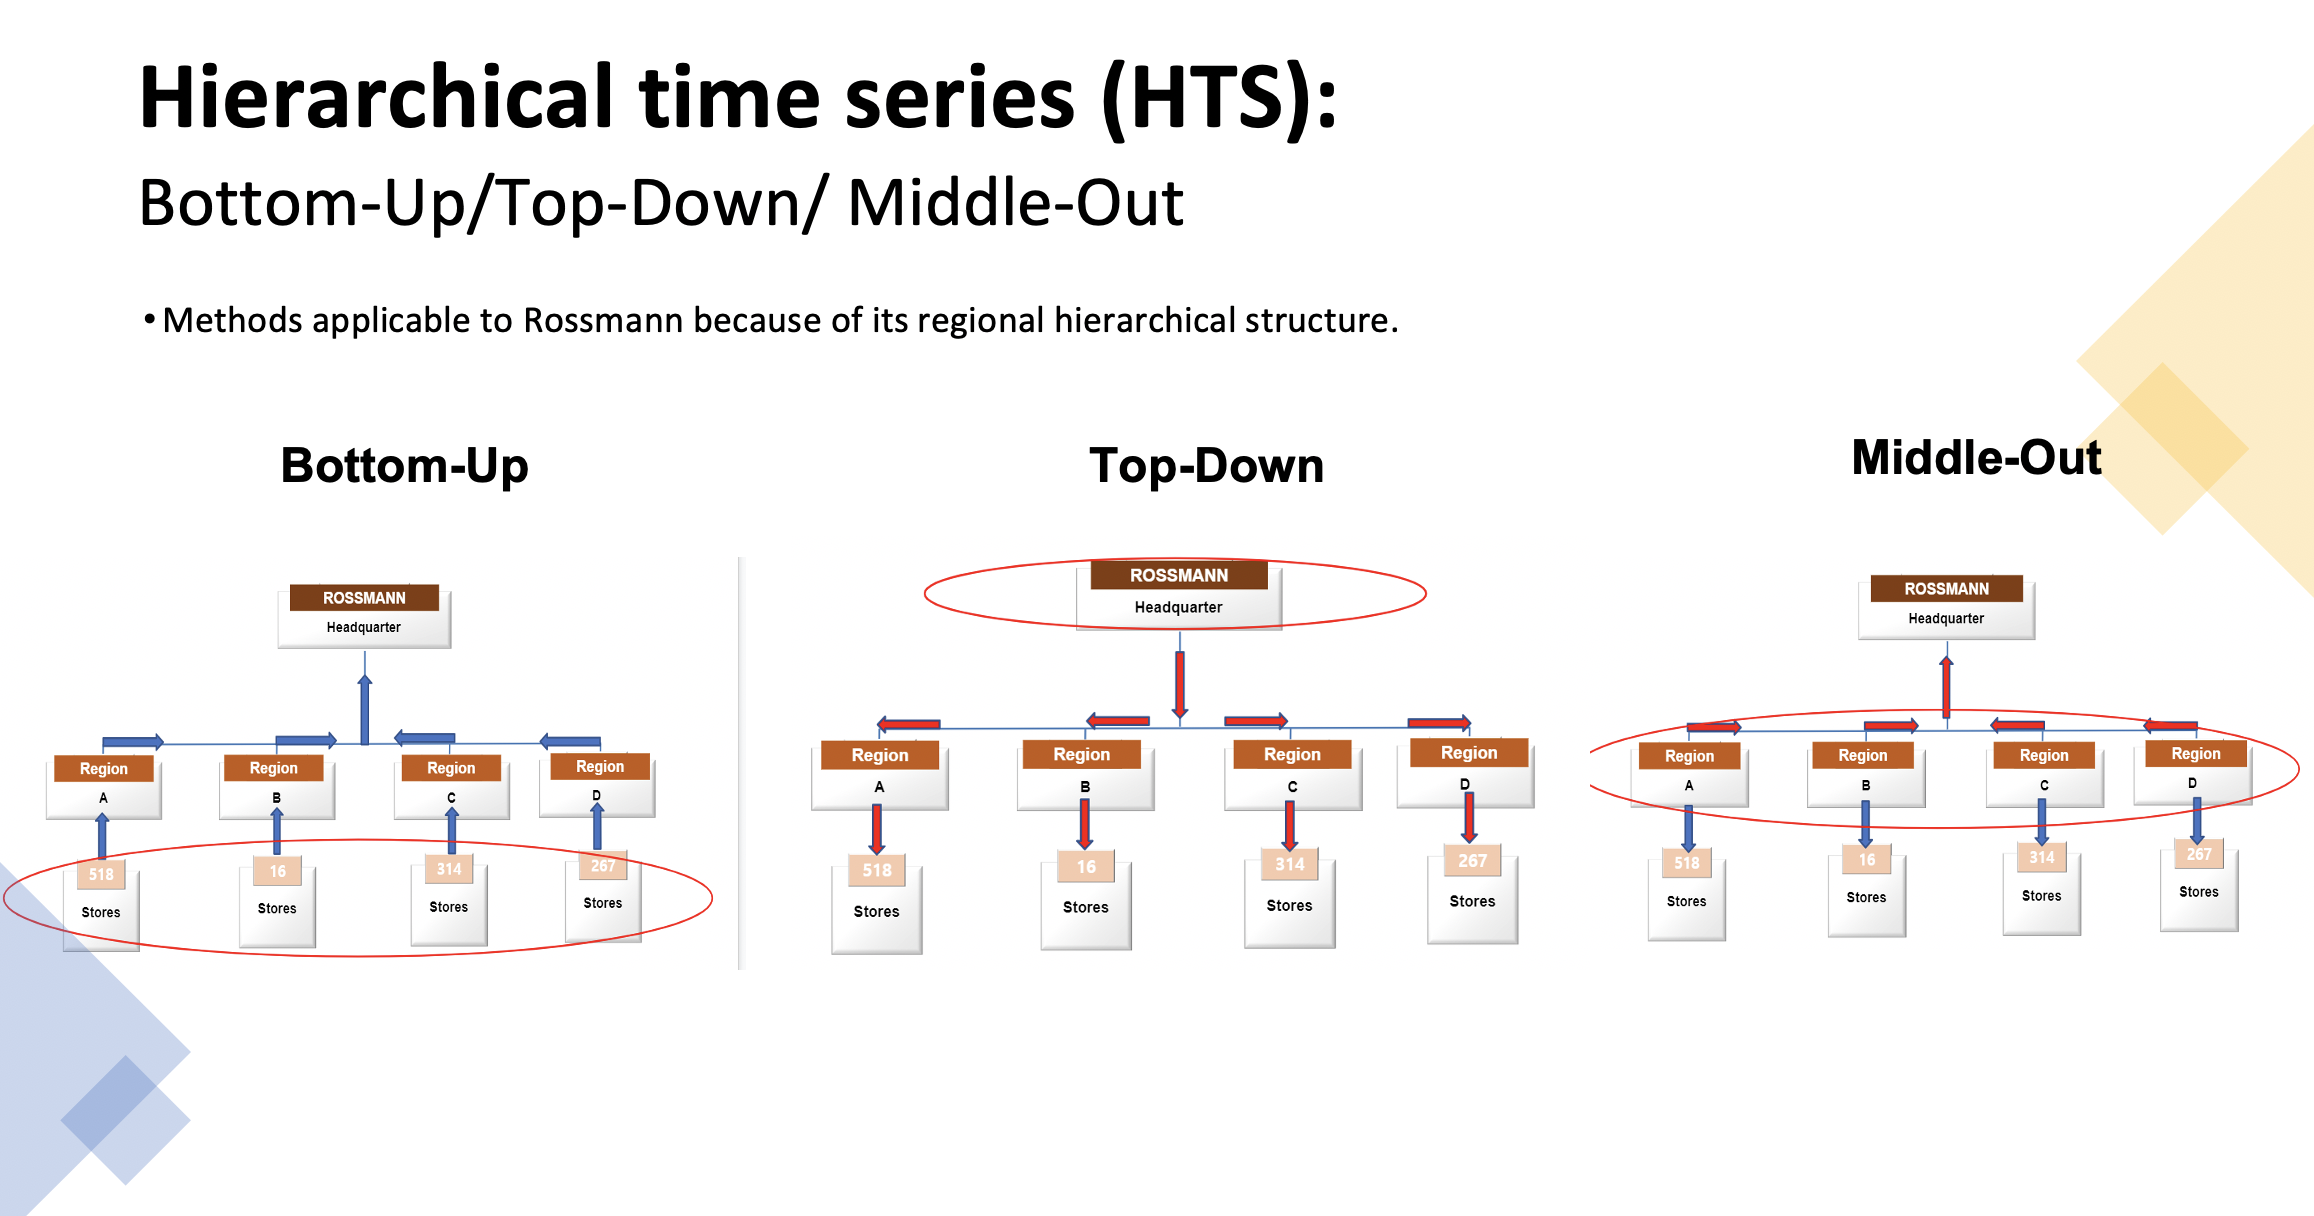 Hierarchical time series (HTS):
Bottom-Up/Top-Down/ Middle-Out
• Methods applicable to Rossmann because of its regional hierarchical structure.
Bottom-Up
ROSSMANN
Headquarter
Region
A
Region
B
Region
C
Region
D
518
Stores
16
Stores
314
Stores
267
Stores
Top-Down
ROSSMANN
Headquarter
Region
A
Region
B
Region
C
Region
D
518
Stores
16
Stores
314
Stores
267
Stores
Middle-Out
ROSSMANN
Headquarter
Region
A
Region
B
Region
C
Region
D
518
Stores
16
Stores
314
Stores
267
Stores